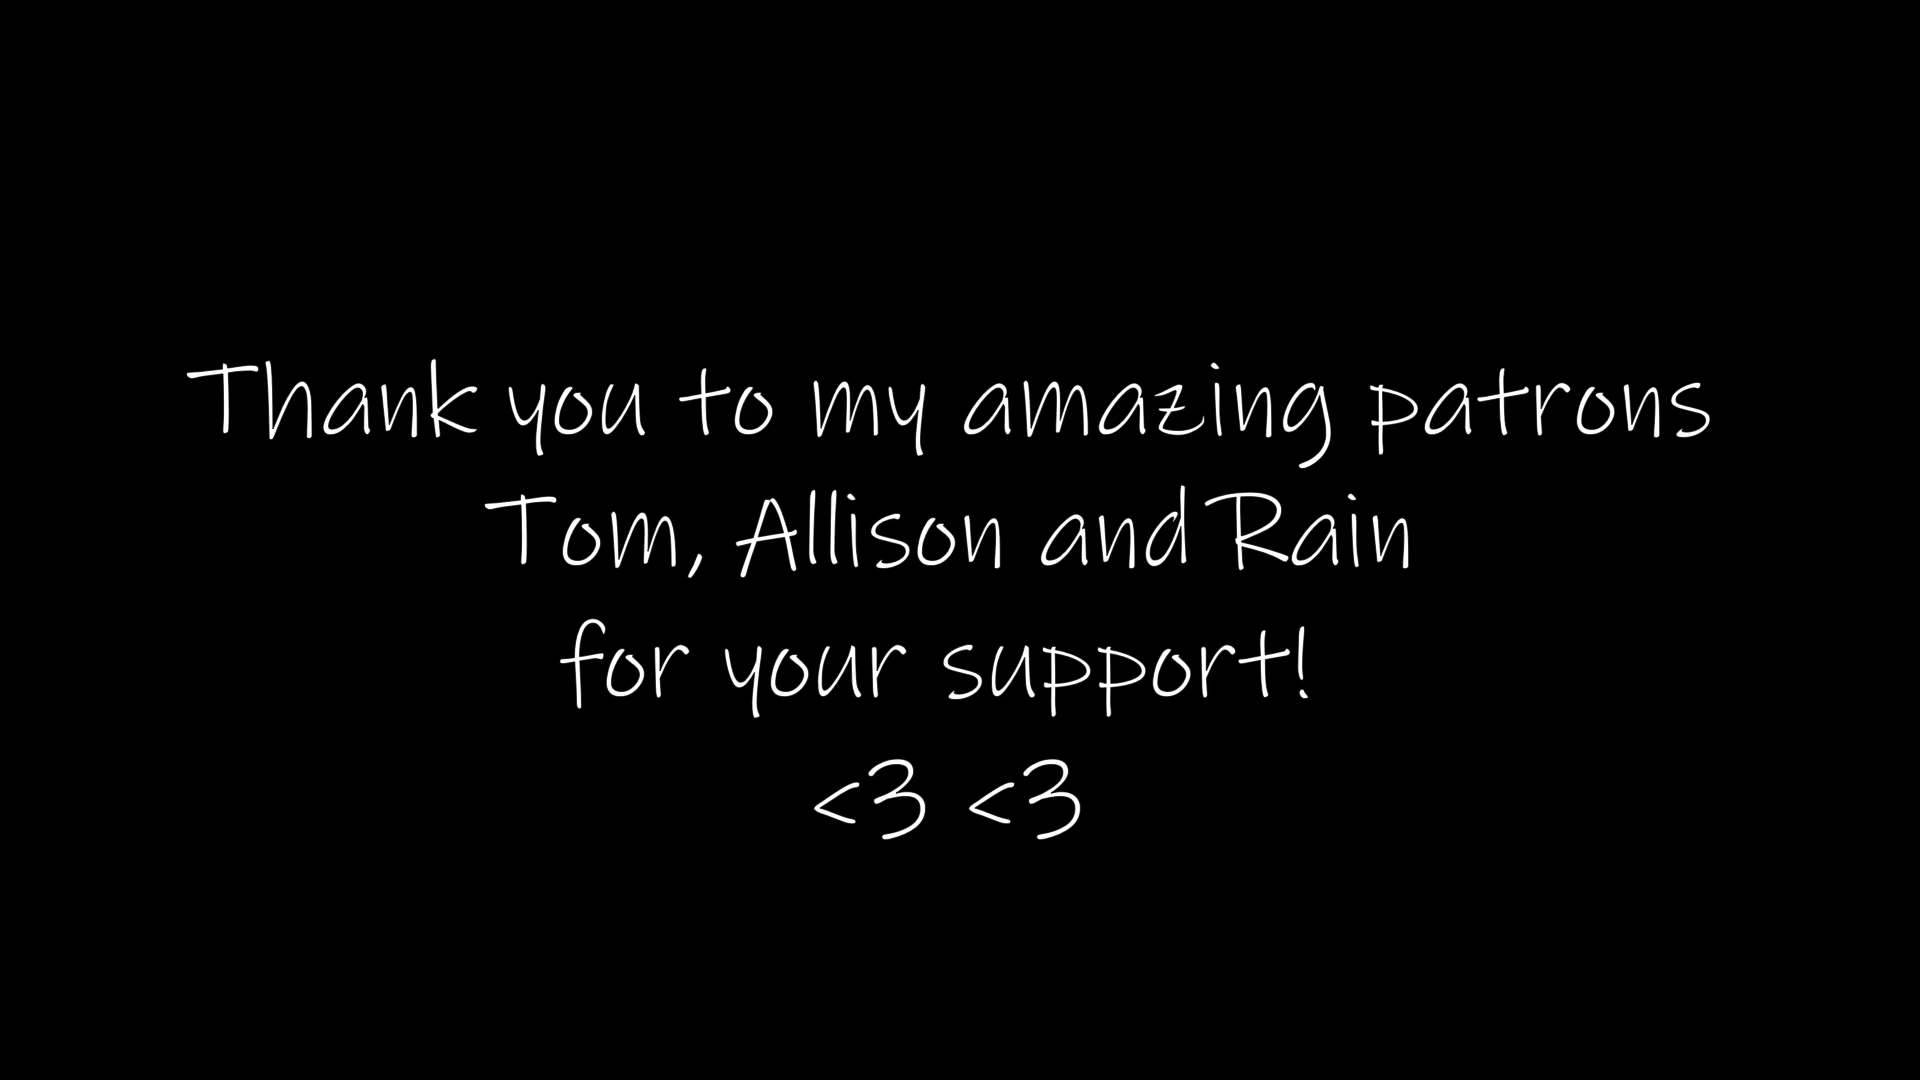 Thank you to my amazing patrons
Tom, Allison and Rain
for your support!
<3 <3